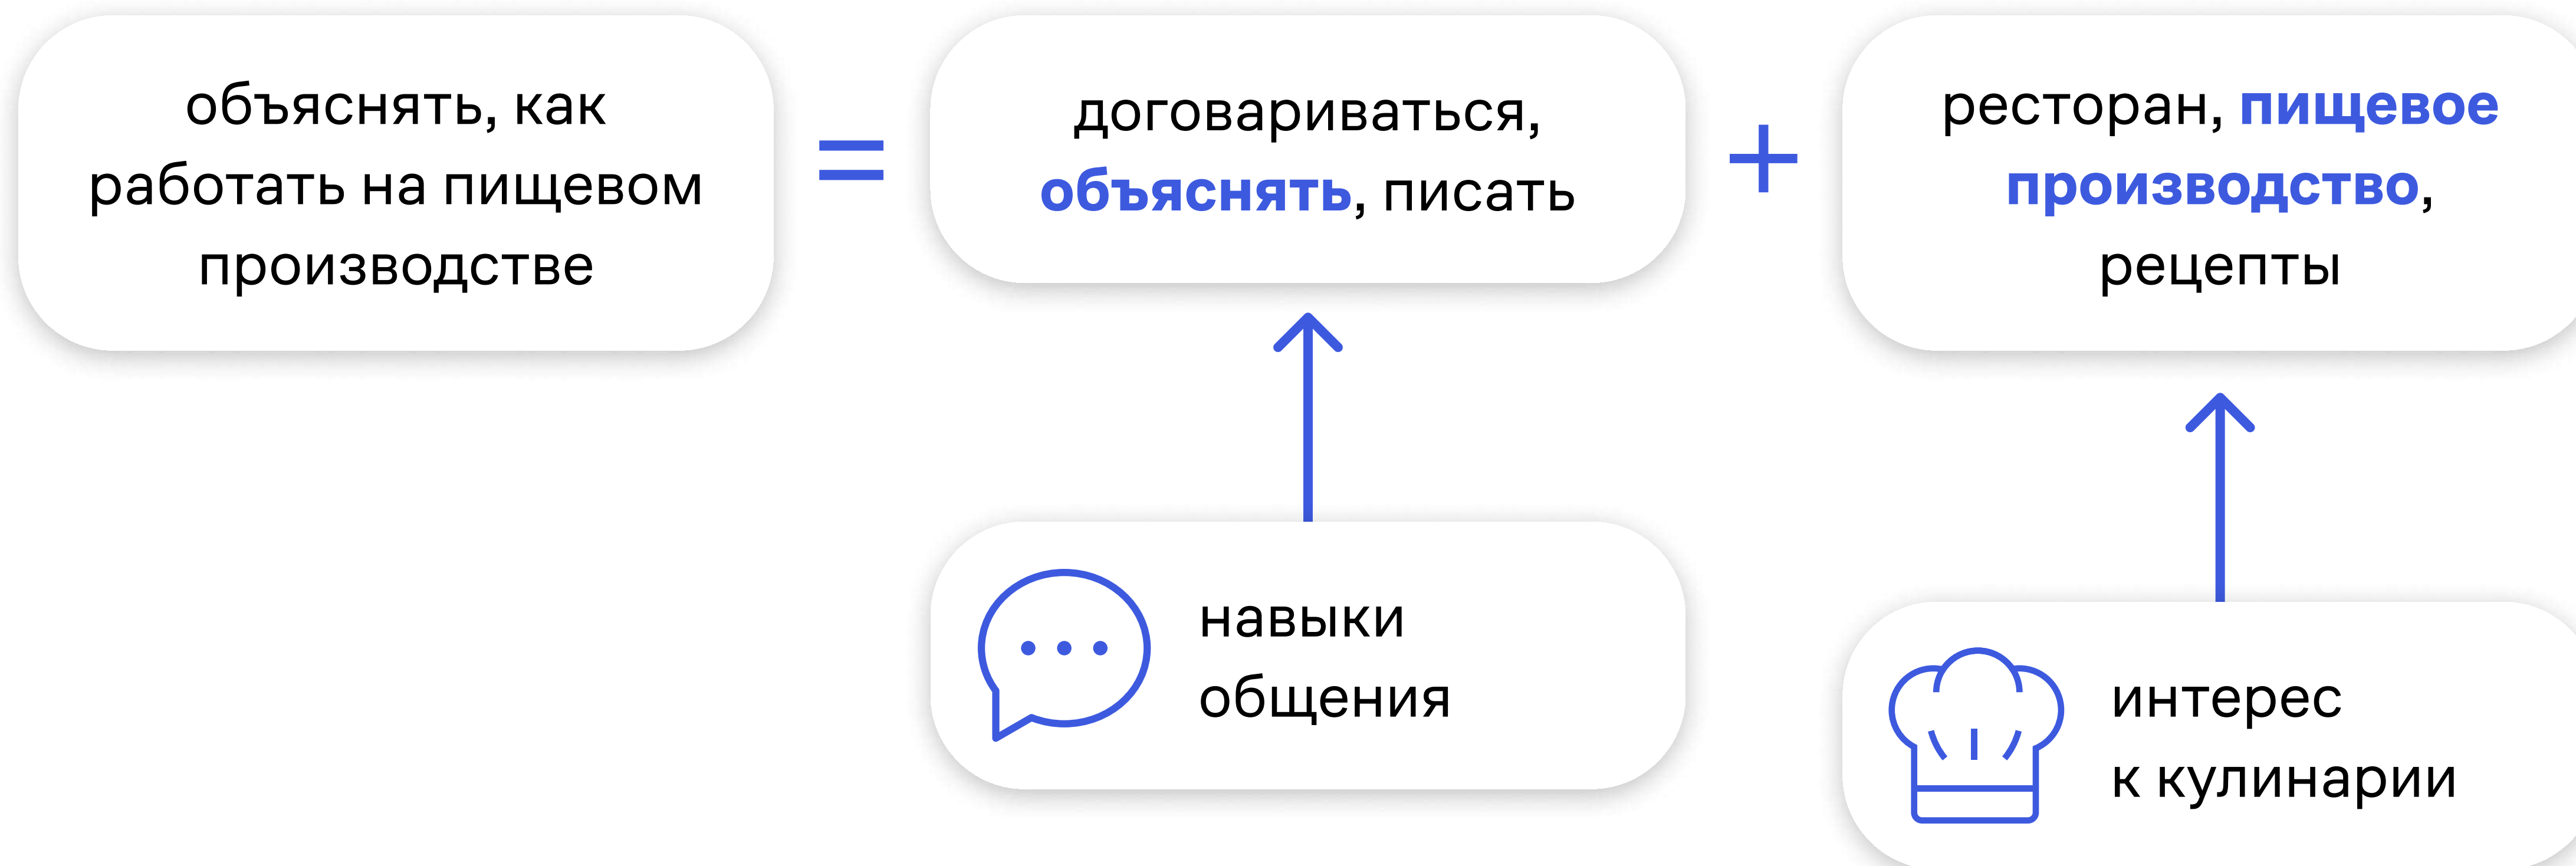 объяснять, как
работать на пищевом
производстве
=
договариваться,
объяснять, писать
+
ресторан, пищевое
производство,
рецепты
навыки
общения
интерес
к кулинарии